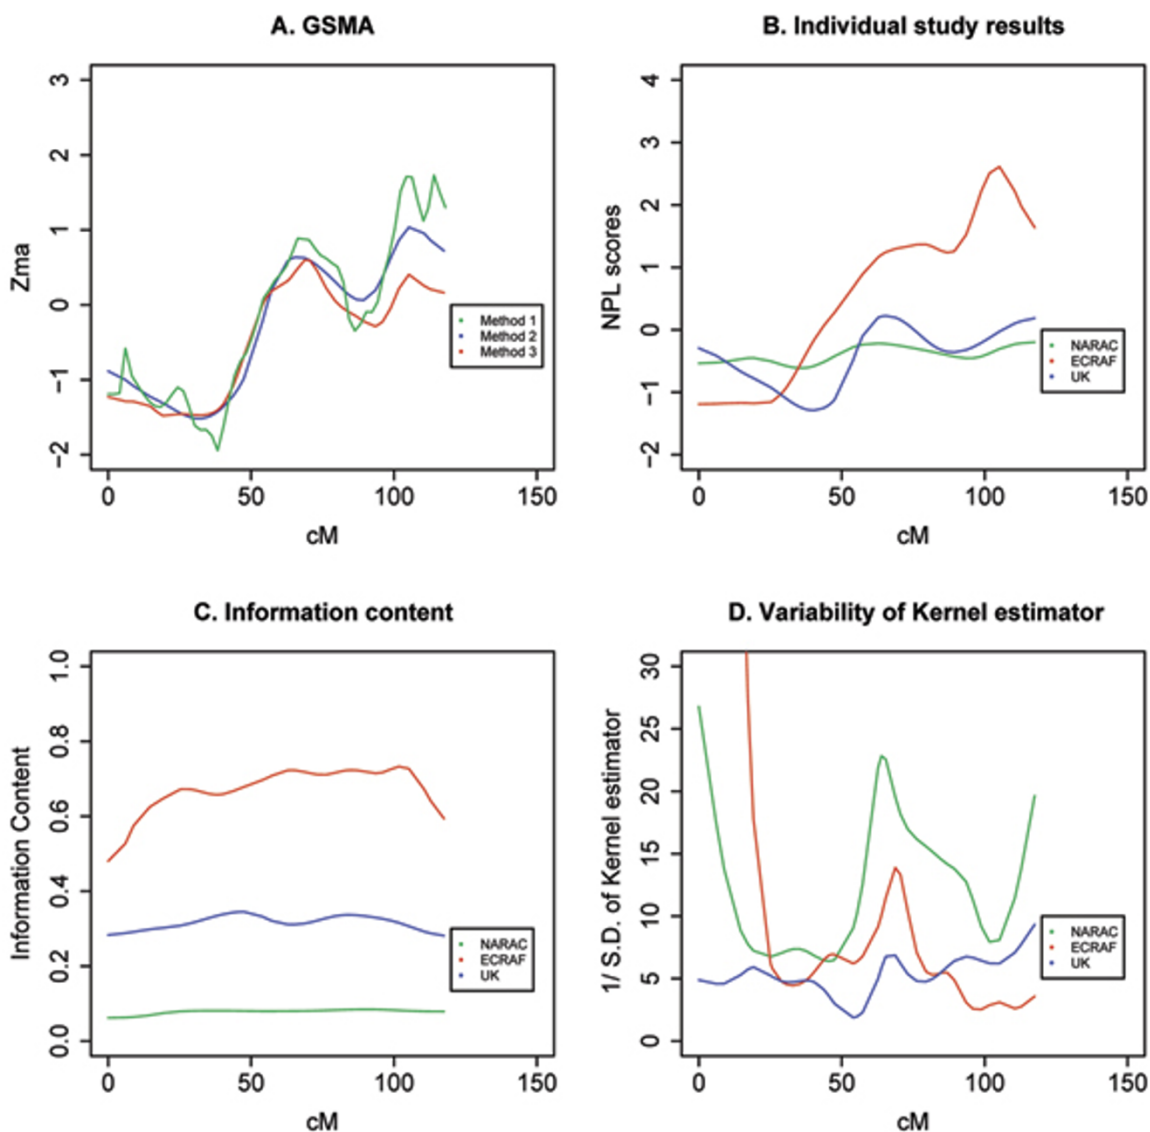 A. GSMA
3
2
1
0
−1
−2
Zma
0
50
100
150
cM
Method 1
Method 2
Method 3
B. Individual study results
4
3
2
1
0
−1
−2
NPL scores
0
50
100
150
cM
NARAC
ECRAF
UK
C. Information content
1.0
0.8
0.6
0.4
0.2
0.0
Information Content
0
50
100
150
cM
NARAC
ECRAF
UK
D. Variability of Kernel estimator
30
25
20
15
10
5
0
1/ S.D. of Kernel estimator
0
50
100
150
cM
NARAC
ECRAF
UK